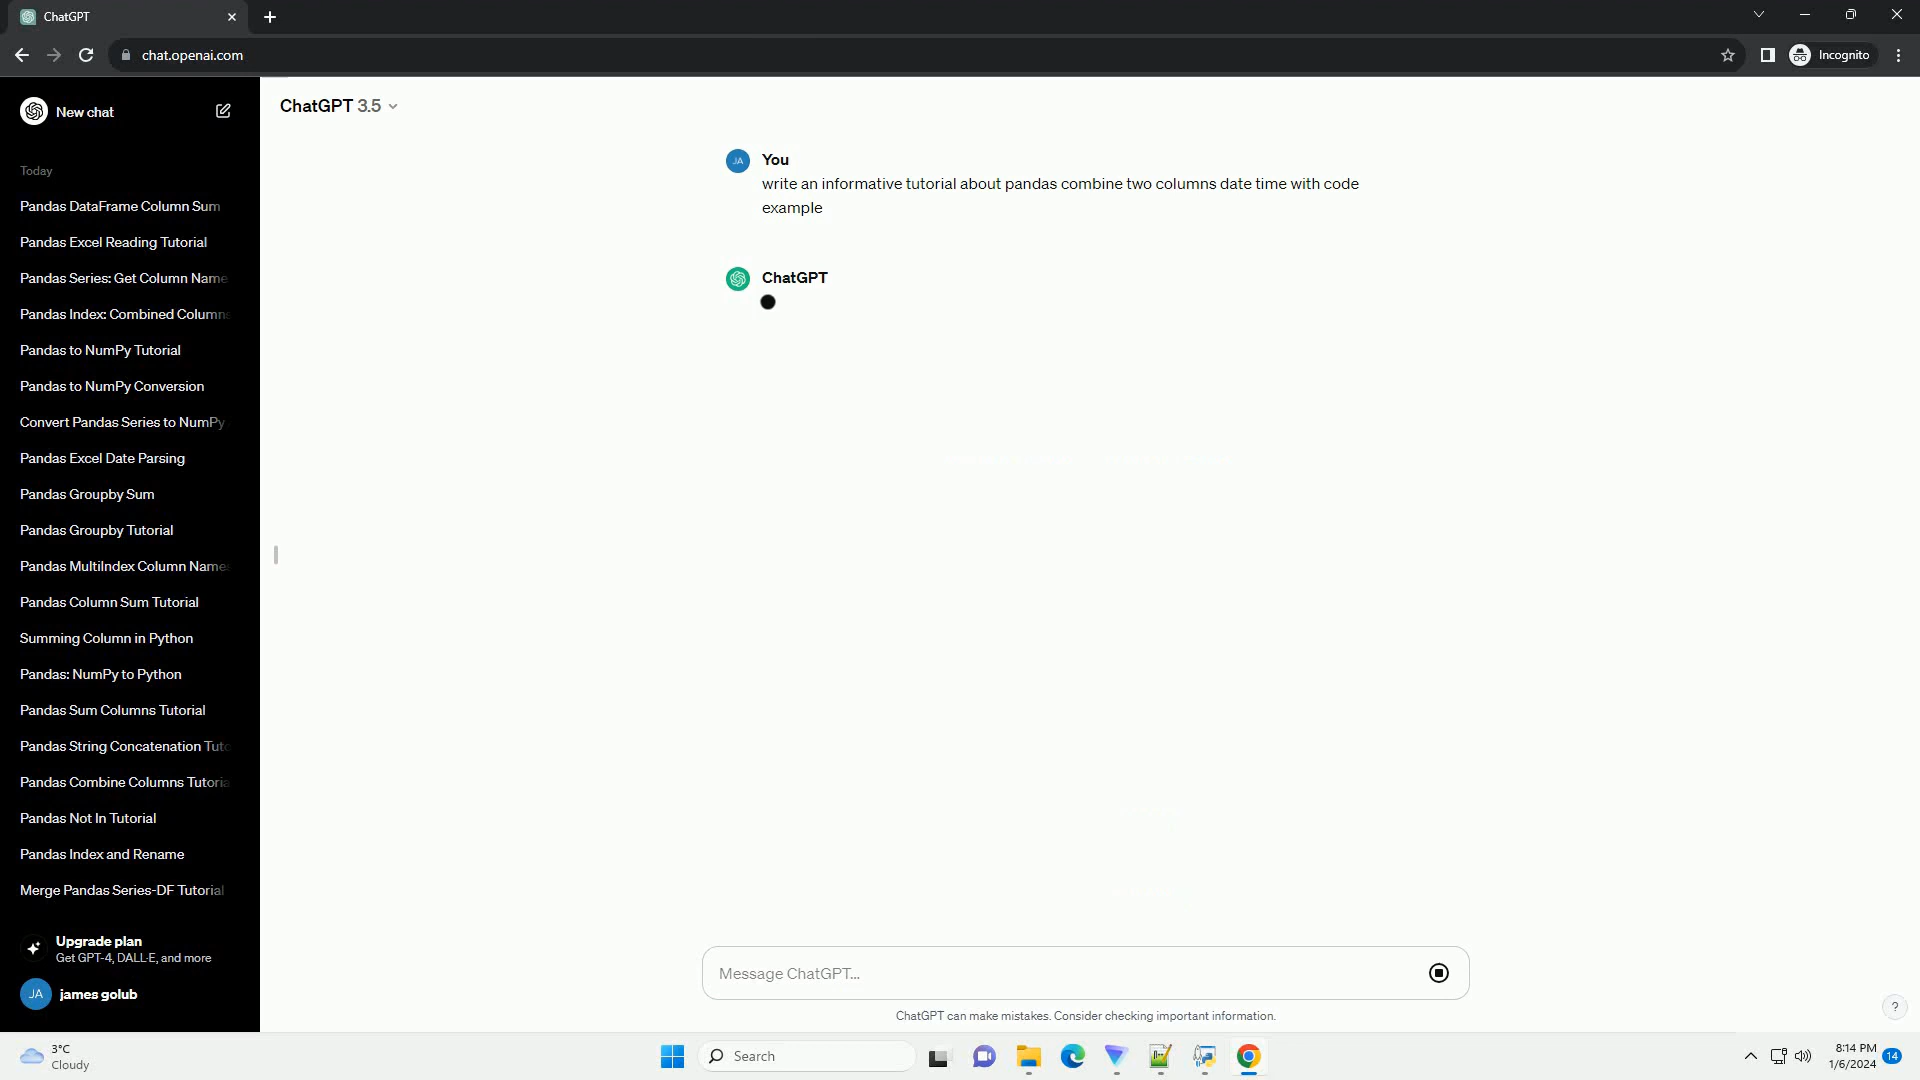 ChatGPT
chat.openai.com
Incognito
New chat
Today
Pandas DataFrame Column Sum
Pandas Excel Reading Tutorial
Pandas Series: Get Column Name
Pandas Index: Combined Columns
Pandas to NumPy Tutorial
Pandas to NumPy Conversion
Convert Pandas Series to NumPy
Pandas Excel Date Parsing
Pandas Groupby Sum
Pandas Groupby Tutorial
Pandas MultiIndex Column Names
Pandas Column Sum Tutorial
Summing Column in Python
Pandas: NumPy to Python
Pandas Sum Columns Tutorial
Pandas String Concatenation Tuto
Pandas Combine Columns Tutoria
Pandas Not In Tutorial
Pandas Index and Rename
Merge Pandas Series-DF Tutorial
Upgrade plan
Get GPT-4, DALL·E, and more
JA james golub
ChatGPT 3.5
JA You
write an informative tutorial about pandas combine two columns date time with code
example
ChatGPT
Message ChatGPT...
ChatGPT can make mistakes. Consider checking important information.
?
3°C
Cloudy
Search
8:14 PM
1/6/2024
14